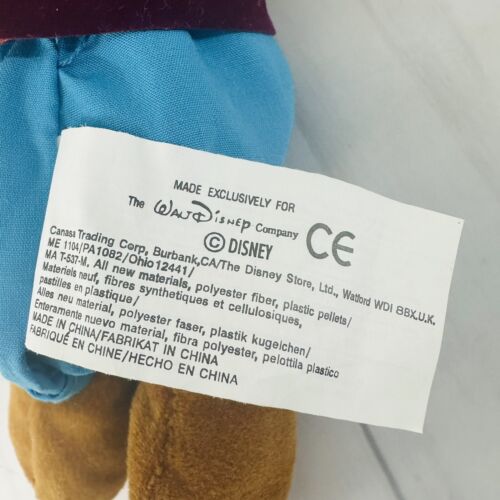 MADE EXCLUSIVELY FOR
The Walt Disney Company
© DISNEY
CE
Canasa Trading Corp, Burbank,CA/The Disney Store, Ltd., Watford WDI 8BX.U.K.
ME 1104/PA1082/Ohio12441/
MA T-537-M. All new materials, polyester fiber, plastic pellets/
Materiels neuf, fibres synthetiques et cellulosiques,
pastilles en plastique/
Alles neu material, polyester faser, plastik kugelchen/
Enteramente nuevo material, fibra polyester, pelotilla plastico
MADE IN CHINA/FABRIKAT IN CHINA
FABRIQUÉ EN CHINE/HECHO EN CHINA